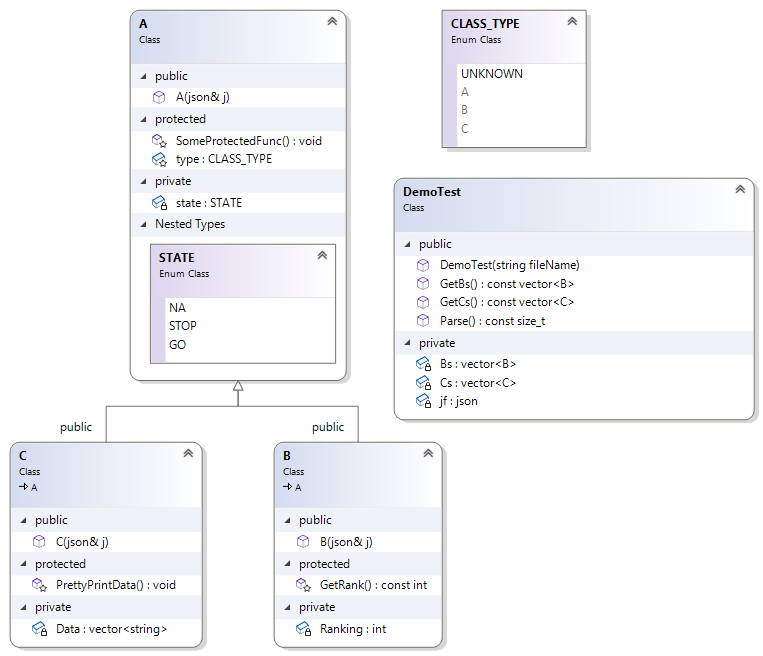 A
Class
public
A(json& j)
protected
SomeProtectedFunc() : void
type : CLASS_TYPE
private
state : STATE
Nested Types
STATE
Enum Class
NA
STOP
GO
CLASS_TYPE
Enum Class
UNKNOWN
A
B
C
DemoTest
Class
public
DemoTest(string fileName)
GetBs() : const vector<B>
GetCs() : const vector<C>
Parse() : const size_t
private
Bs : vector<B>
Cs : vector<C>
jf : json
public
public
C
Class
A
public
C(json& j)
protected
PrettyPrintData() : void
private
Data : vector<string>
B
Class
A
public
B(json& j)
protected
GetRank() : const int
private
Ranking : int